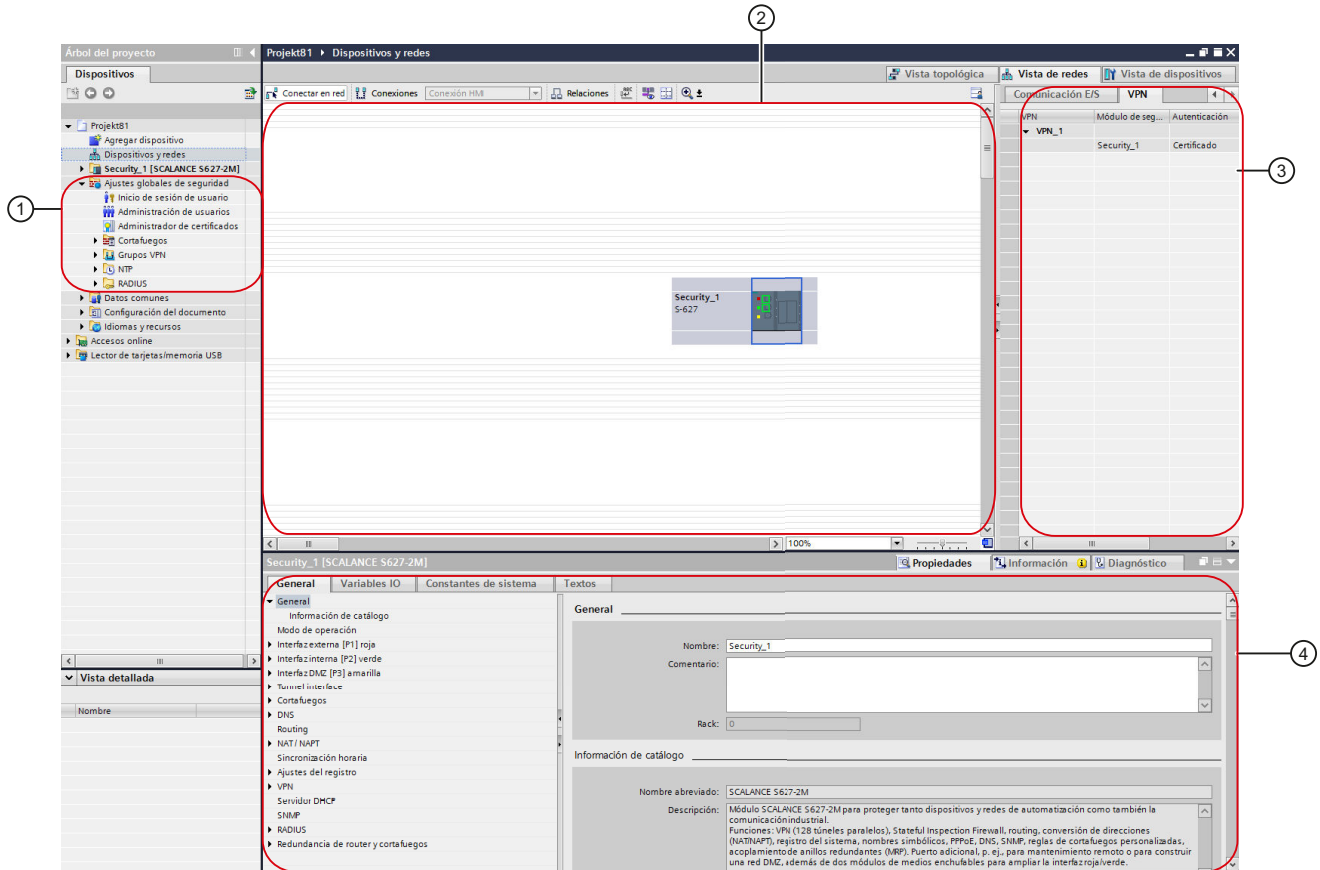 2
Árbol del proyecto
Projekt81 Dispositivos y redes
Dispositivos
Vista topológica
Vista de redes
Vista de dispositivos
Conectar en red
Conexiones
Conexión HMI
Relaciones
Comunicación E/S
VPN
VPN
Módulo de seg...
Autenticación
VPN_1
Security_1
Certificado
3
Projekt81
Agregar dispositivo
Dispositivos y redes
Security_1 [SCALANCE S627-2M]
Ajustes globales de seguridad
Inicio de sesión de usuario
Administración de usuarios
Administrador de certificados
Cortafuegos
Grupos VPN
NTP
RADIUS
Datos comunes
Configuración del documento
Idiomas y recursos
Accesos online
Lector de tarjetas/memoria USB
1
Security_1
S-627
100%
Security_1 [SCALANCE S627-2M]
Propiedades
Información
Diagnóstico
General
Variables IO
Constantes de sistema
Textos
General
Información de catálogo
Modo de operación
Interfaz externa [P1] roja
Interfaz interna [P2] verde
Interfaz DMZ [P3] amarilla
Tunnel interface
Cortafuegos
DNS
Routing
NAT / NAPT
Sincronización horaria
Ajustes del registro
VPN
Servidor DHCP
SNMP
RADIUS
Redundancia de router y cortafuegos
General
Nombre: Security_1
Comentario:
Rack: 0
Información de catálogo
Nombre abreviado: SCALANCE S627-2M
Descripción: Módulo SCALANCE S627-2M para proteger tanto dispositivos y redes de automatización como también la
comunicación industrial.
Funciones: VPN (128 túneles paralelos), Stateful Inspection Firewall, routing, conversión de direcciones
(NAT/NAPT), registro del sistema, nombres simbólicos, PPPoE, DNS, SNMP, reglas de cortafuegos personalizadas,
acoplamiento de anillos redundantes (MRP). Puerto adicional, p. ej., para mantenimiento remoto o para construir
una red DMZ, además de dos módulos de medios enchufables para ampliar la interfaz roja/verde.
4
Vista detallada
Nombre